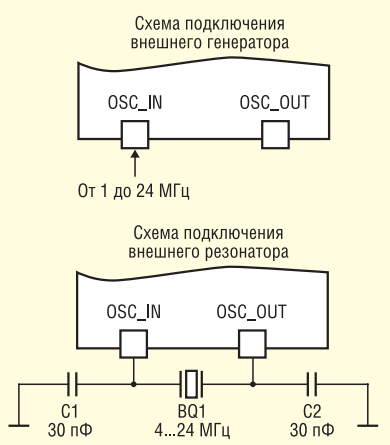 Схема подключения
внешнего генератора
OSC_IN OSC_OUT
От 1 до 24 МГц
Схема подключения
внешнего резонатора
OSC_IN OSC_OUT
C1 BQ1 C2
30 пФ 4...24 МГц 30 пФ